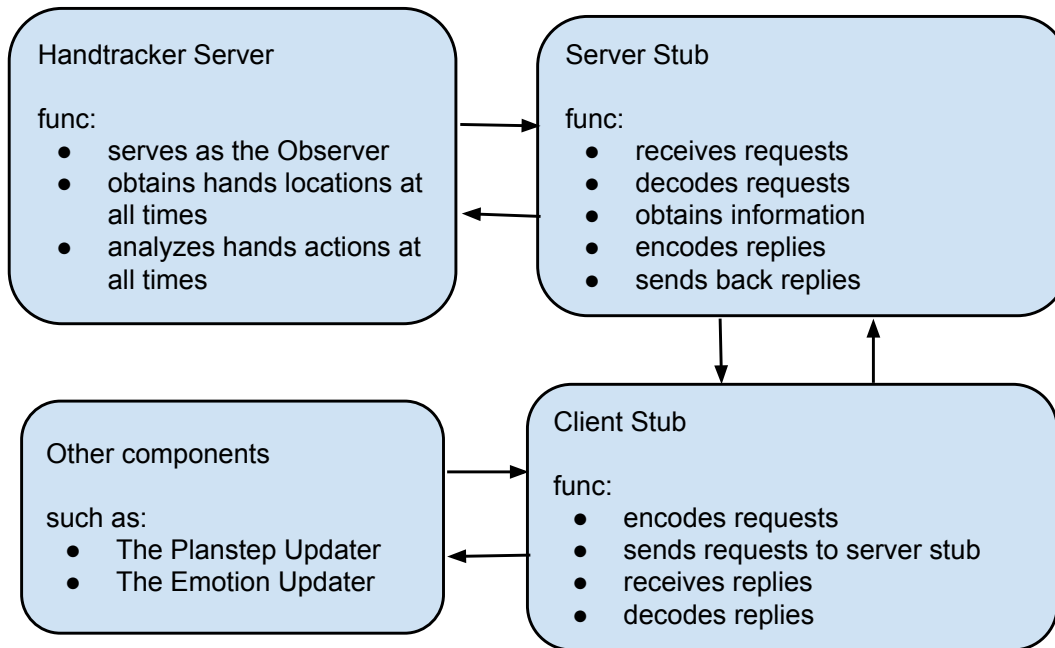 Handtracker Server
func:
● serves as the Observer
● obtains hands locations at
all times
● analyzes hands actions at
all times
Server Stub
func:
● receives requests
● decodes requests
● obtains information
● encodes replies
● sends back replies
Other components
such as:
● The Planstep Updater
● The Emotion Updater
Client Stub
func:
● encodes requests
● sends requests to server stub
● receives replies
● decodes replies